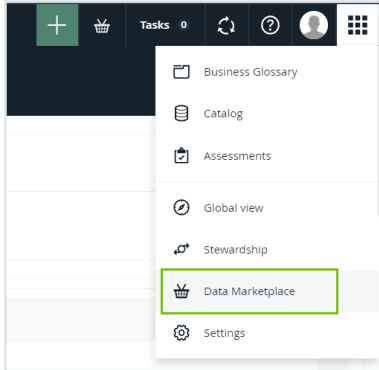 Tasks 0
Business Glossary
Catalog
Assessments
Global view
Stewardship
Data Marketplace
Settings